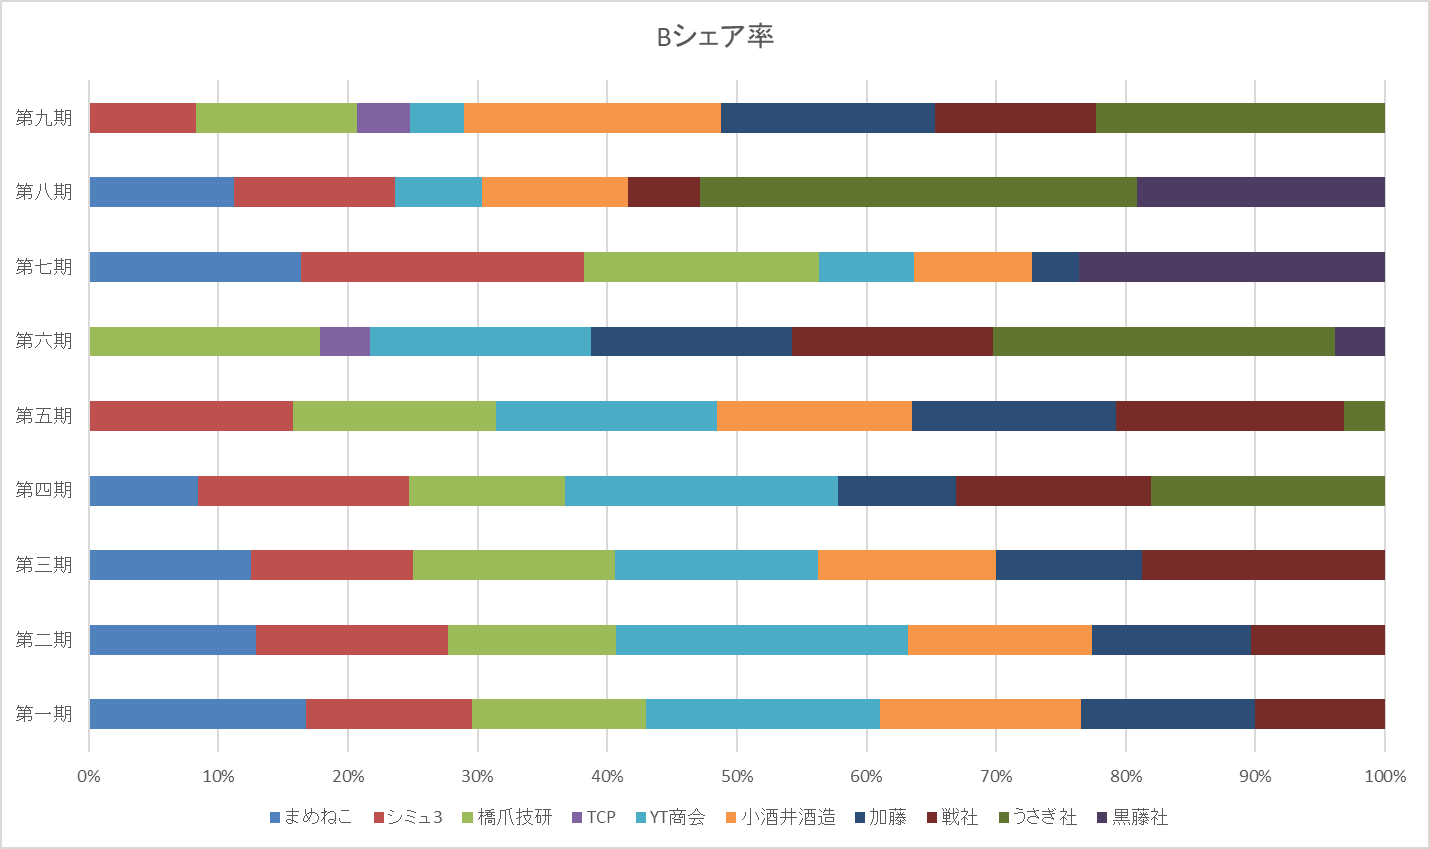 Bシェア率
第九期
第八期
第七期
第六期
第五期
第四期
第三期
第二期
第一期
0% 10% 20% 30% 40% 50% 60% 70% 80% 90% 100%
まめねこ シミュ3 橋爪技研 TCP YT商会 小酒井酒造 加藤 戦社 うさぎ社 黒藤社